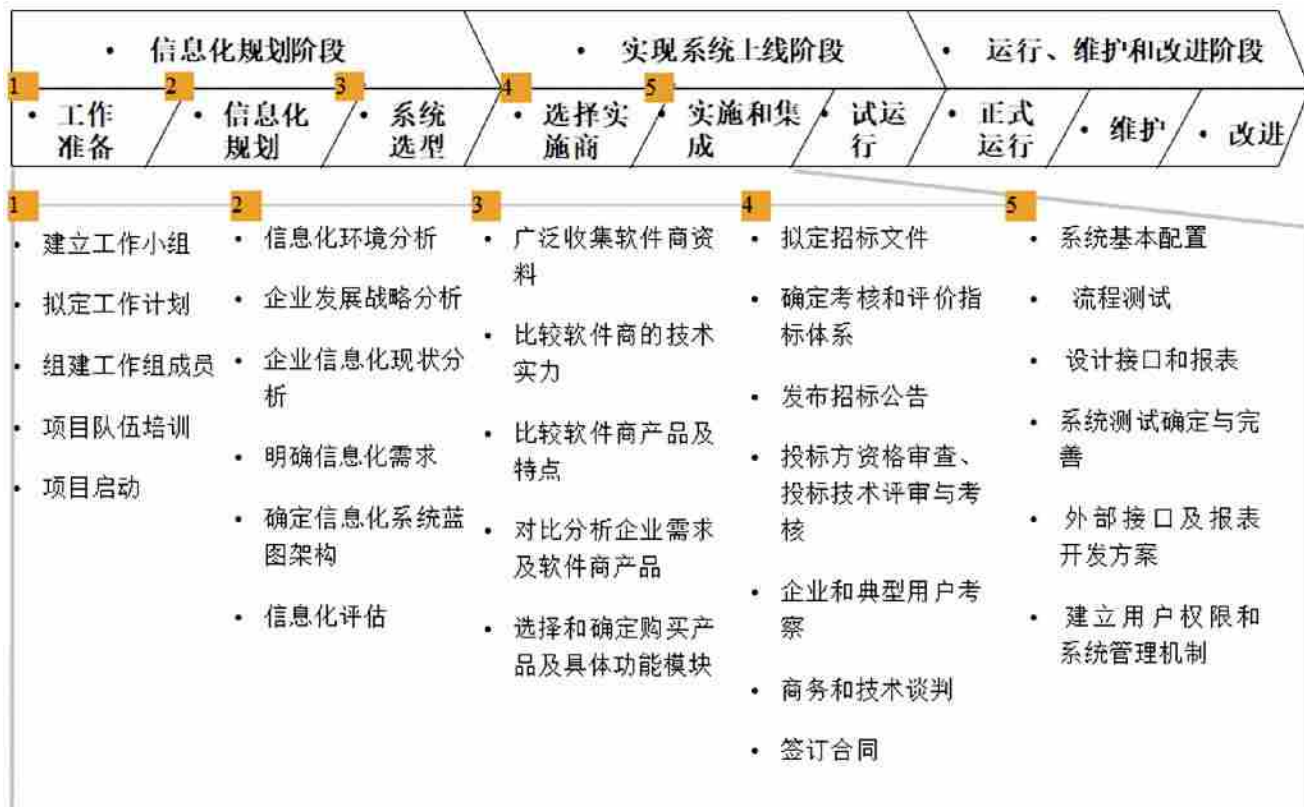 • 信息化规划阶段
• 实现系统上线阶段
• 运行、维护和改进阶段
1
• 工作
准备
2
• 信息化
规划
3
• 系统
选型
4
• 选择实
施商
5
• 实施和集
成
• 试运
行
• 正式
运行
• 维护
• 改进
1
• 建立工作小组
• 拟定工作计划
• 组建工作组成员
• 项目队伍培训
• 项目启动
2
• 信息化环境分析
• 企业发展战略分析
• 企业信息化现状分
析
• 明确信息化需求
• 确定信息化系统蓝
图架构
• 信息化评估
3
• 广泛收集软件商资
料
• 比较软件商的技术
实力
• 比较软件商产品及
特点
• 对比分析企业需求
及软件商产品
• 选择和确定购买产
品及具体功能模块
4
• 拟定招标文件
• 确定考核和评价指
标体系
• 发布招标公告
• 投标方资格审查、
投标技术评审与考
核
• 企业和典型用户考
察
• 商务和技术谈判
• 签订合同
5
• 系统基本配置
• 流程测试
• 设计接口和报表
• 系统测试确定与完
善
• 外部接口及报表
开发方案
• 建立用户权限和
系统管理机制